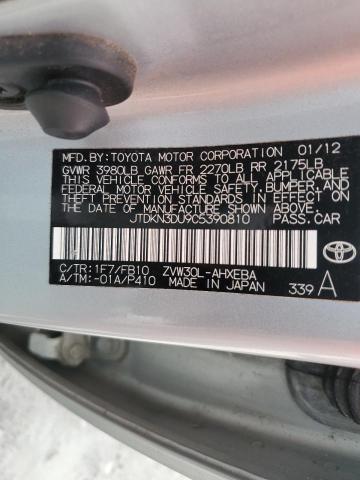 MFD. BY: TOYOTA MOTOR CORPORATION 01/12
GVWR 3980LB GAWR FR 2270LB RR 2175LB
THIS VEHICLE CONFORMS TO ALL APPLICABLE
FEDERAL MOTOR VEHICLE SAFETY, BUMPER, AND
THEFT PREVENTION STANDARDS IN EFFECT ON
THE DATE OF MANUFACTURE SHOWN ABOVE.
JTDKN3DU9C5390810 PASS. CAR
C/TR: 1F7/FB10 ZVW30L-AHXEBA
A/TM: -01A/P410 MADE IN JAPAN 339 A